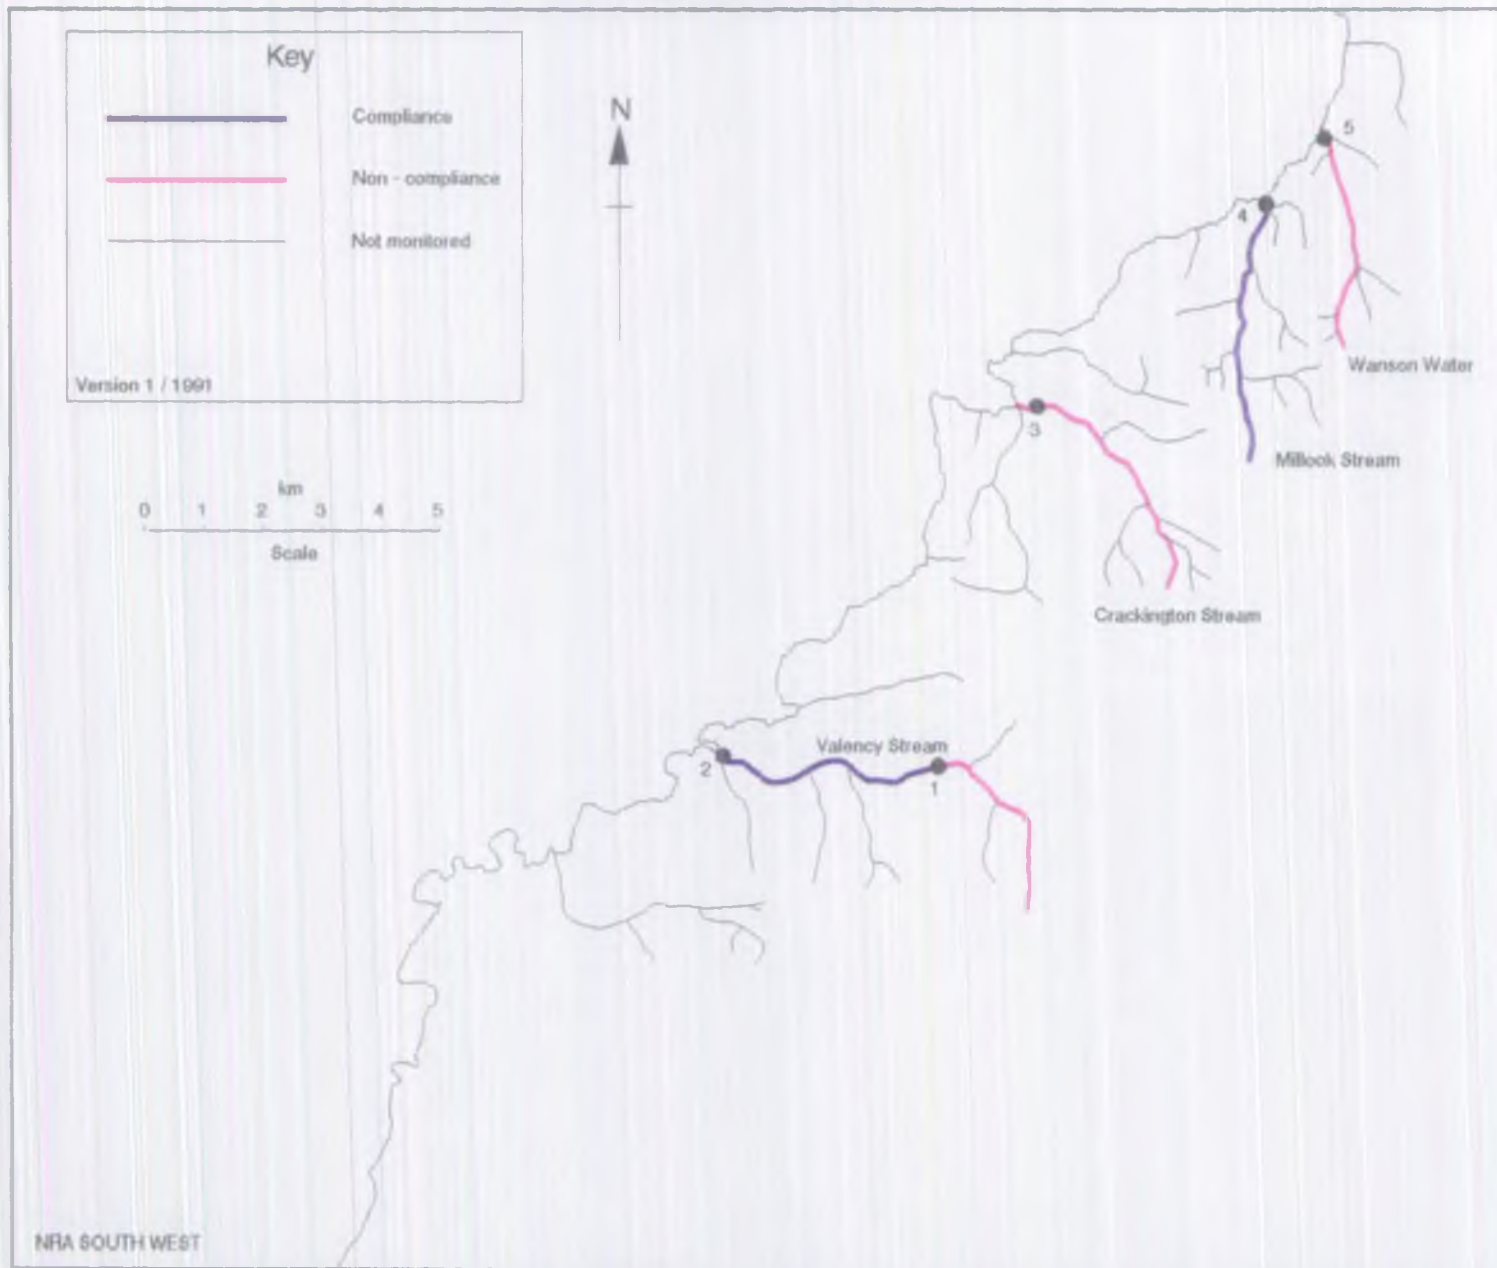 Key
Compliance
Non - compliance
Not monitored
Version 1 / 1991
N
km
0 1 2 3 4 5
Scale
5
4
Wanson Water
3
Millook Stream
Crackington Stream
Valency Stream
2
1
NRA SOUTH WEST